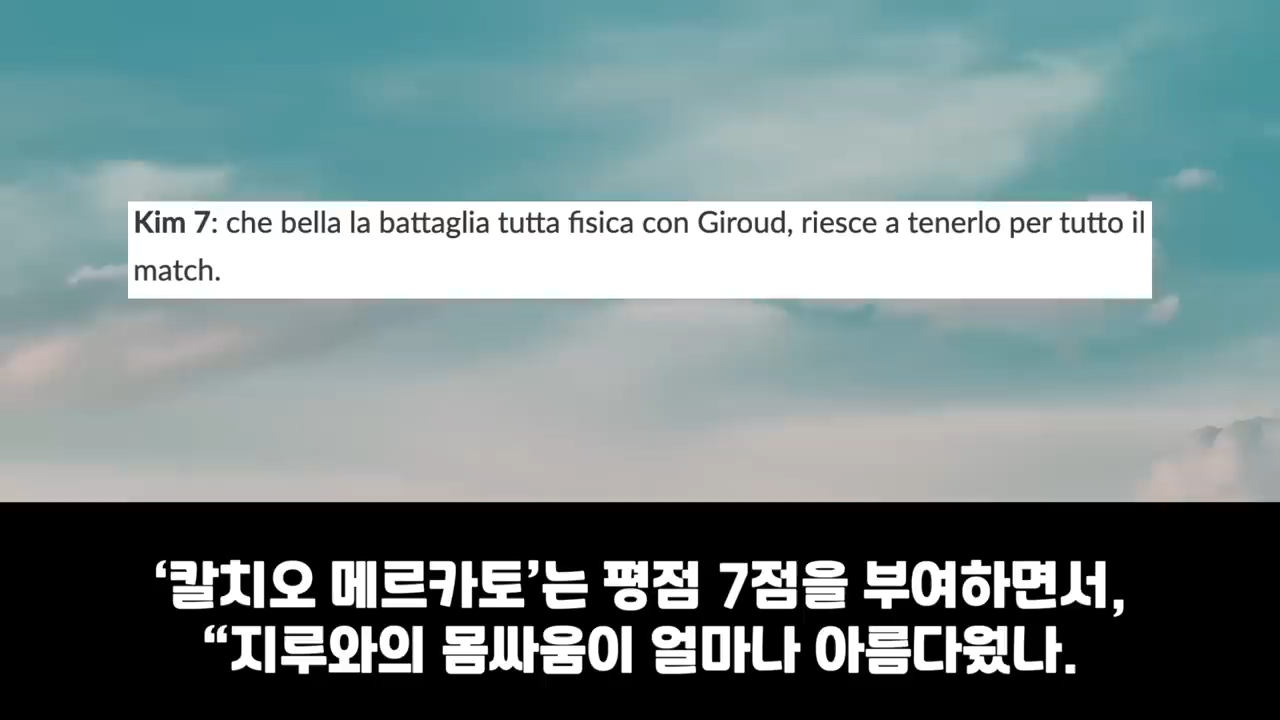 Kim 7: che bella la battaglia tutta fisica con Giroud, riesce a tenerlo per tutto il
match.
‘칼치오 메르카토’는 평점 7점을 부여하면서,
“지루와의 몸싸움이 얼마나 아름다웠나.